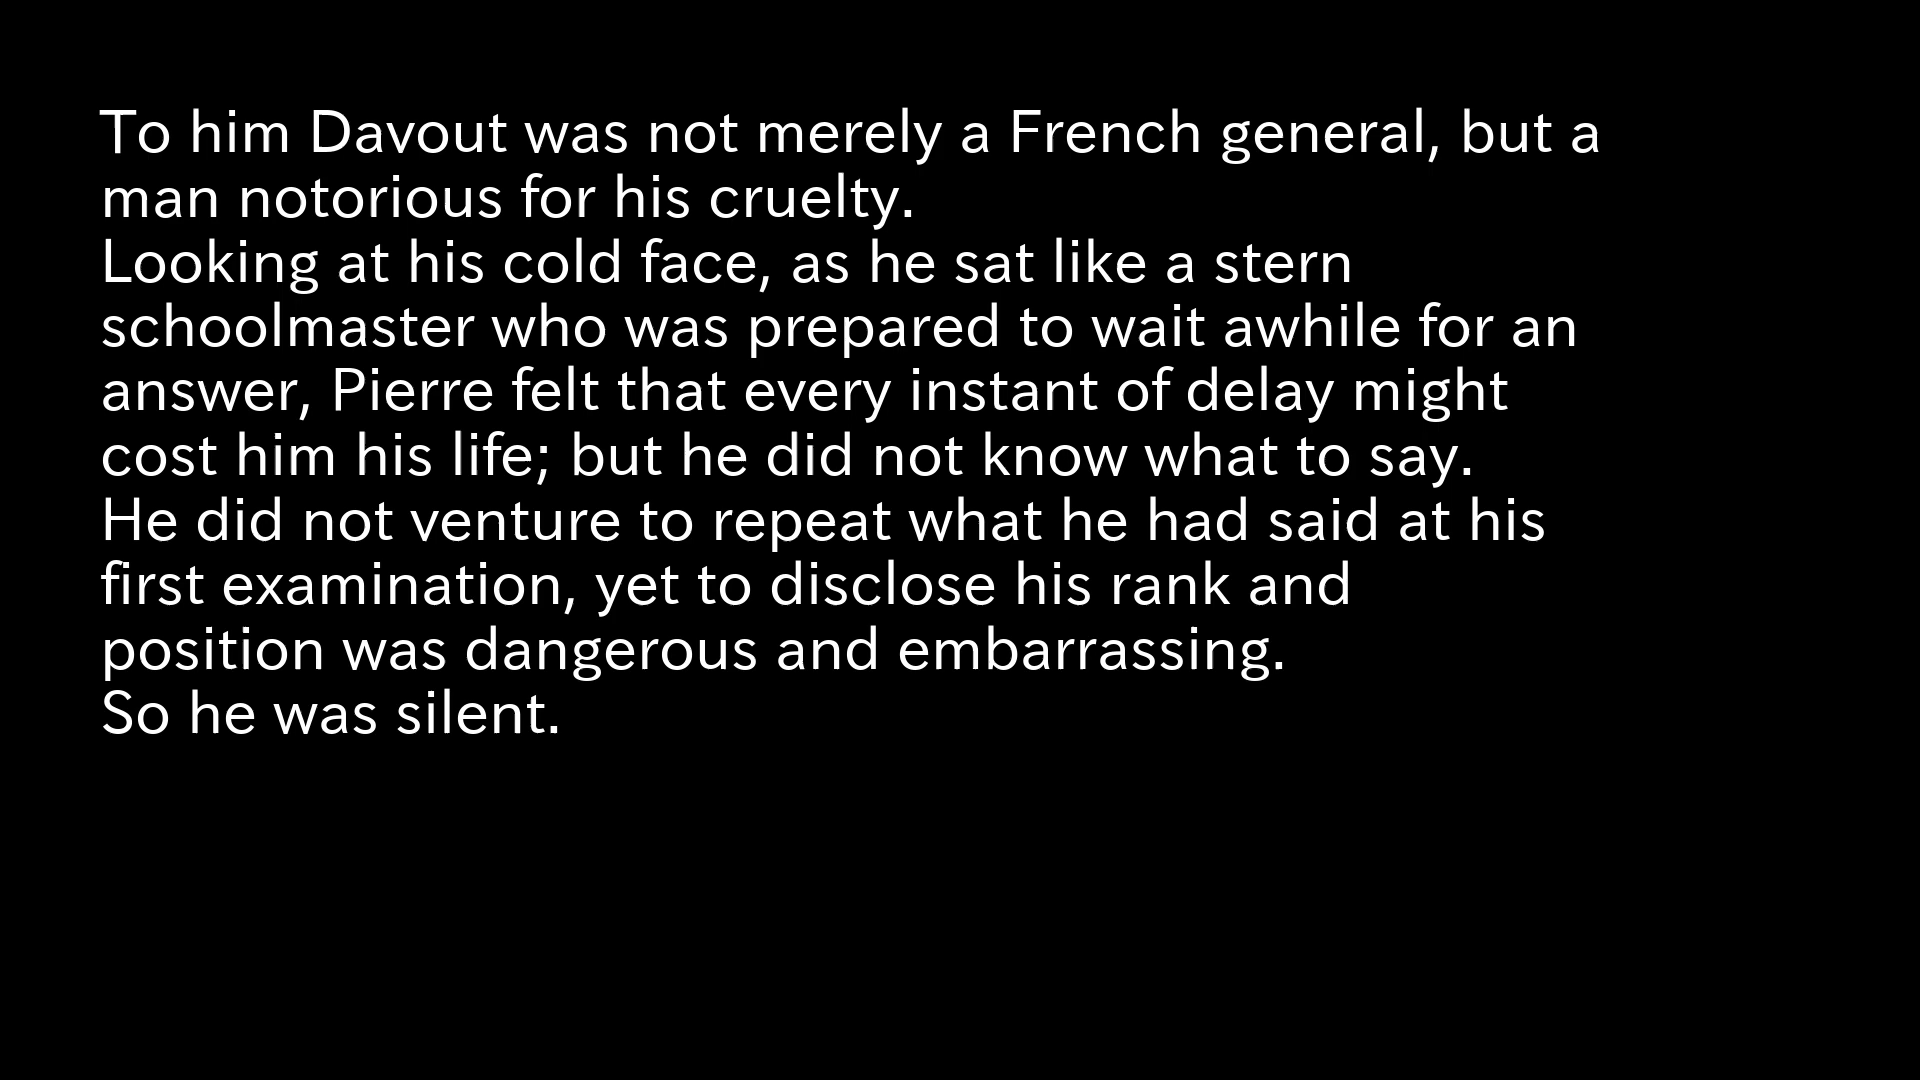 To him Davout was not merely a French general, but a
man notorious for his cruelty.
Looking at his cold face, as he sat like a stern
schoolmaster who was prepared to wait awhile for an
answer, Pierre felt that every instant of delay might
cost him his life; but he did not know what to say.
He did not venture to repeat what he had said at his
first examination, yet to disclose his rank and
position was dangerous and embarrassing.
So he was silent.